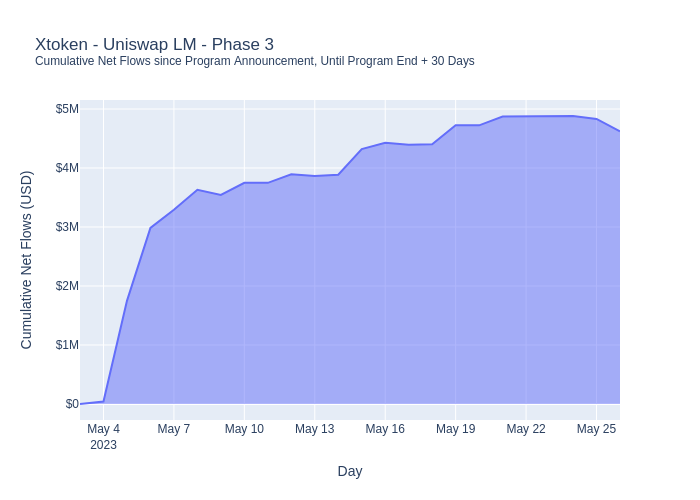 Xtoken - Uniswap LM - Phase 3
Cumulative Net Flows since Program Announcement, Until Program End + 30 Days
Cumulative Net Flows (USD)
$5M
$4M
$3M
$2M
$1M
$0
May 4 May 7 May 10 May 13 May 16 May 19 May 22 May 25
2023
Day